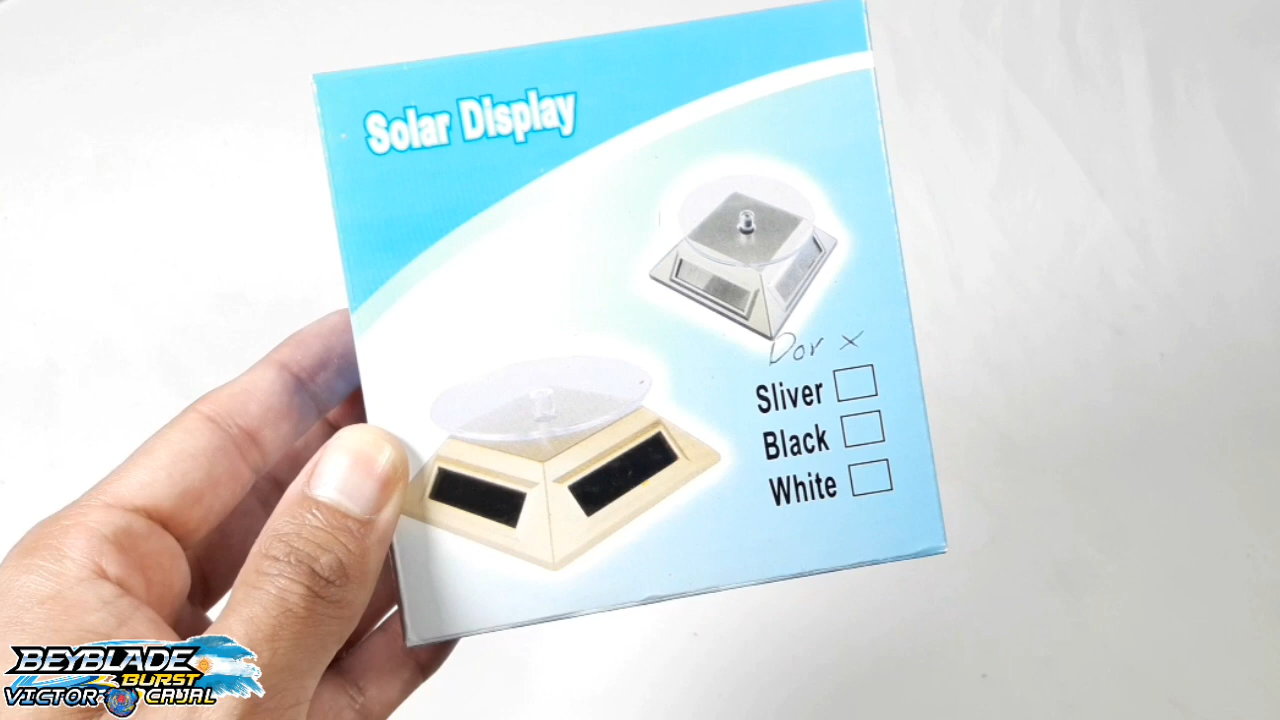 Solar Display
Dor x
Sliver
Black
White
BEYBLADE
BURST
VICTOR CAJAL